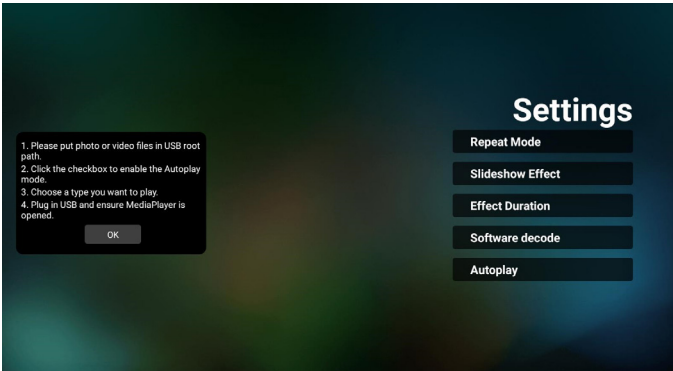 Settings
1. Please put photo or video files in USB root
path.
2. Click the checkbox to enable the Autoplay
mode.
3. Choose a type you want to play.
4. Plug in USB and ensure MediaPlayer is
opened.
OK
Repeat Mode
Slideshow Effect
Effect Duration
Software decode
Autoplay